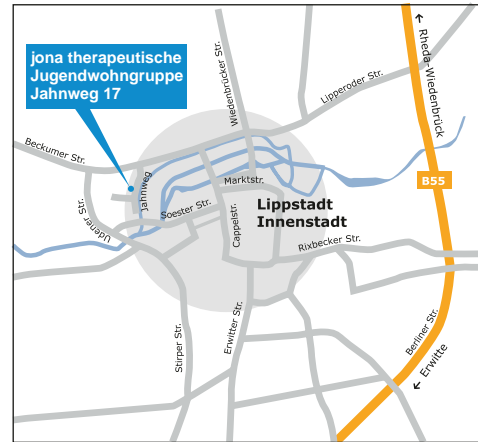 jona therapeutische
Jugendwohngruppe
Jahnweg 17
← Rheda-Wiedenbrück
Wiedenbrücker Str.
Lipperoder Str.
Beckumer Str.
Jahnweg
Marktstr.
B55
Udener Str.
Soester Str.
Cappelstr.
Lippstadt
Innenstadt
Rixbecker Str.
Stirper Str.
Erwitter Str.
Berliner Str.
← Erwitte